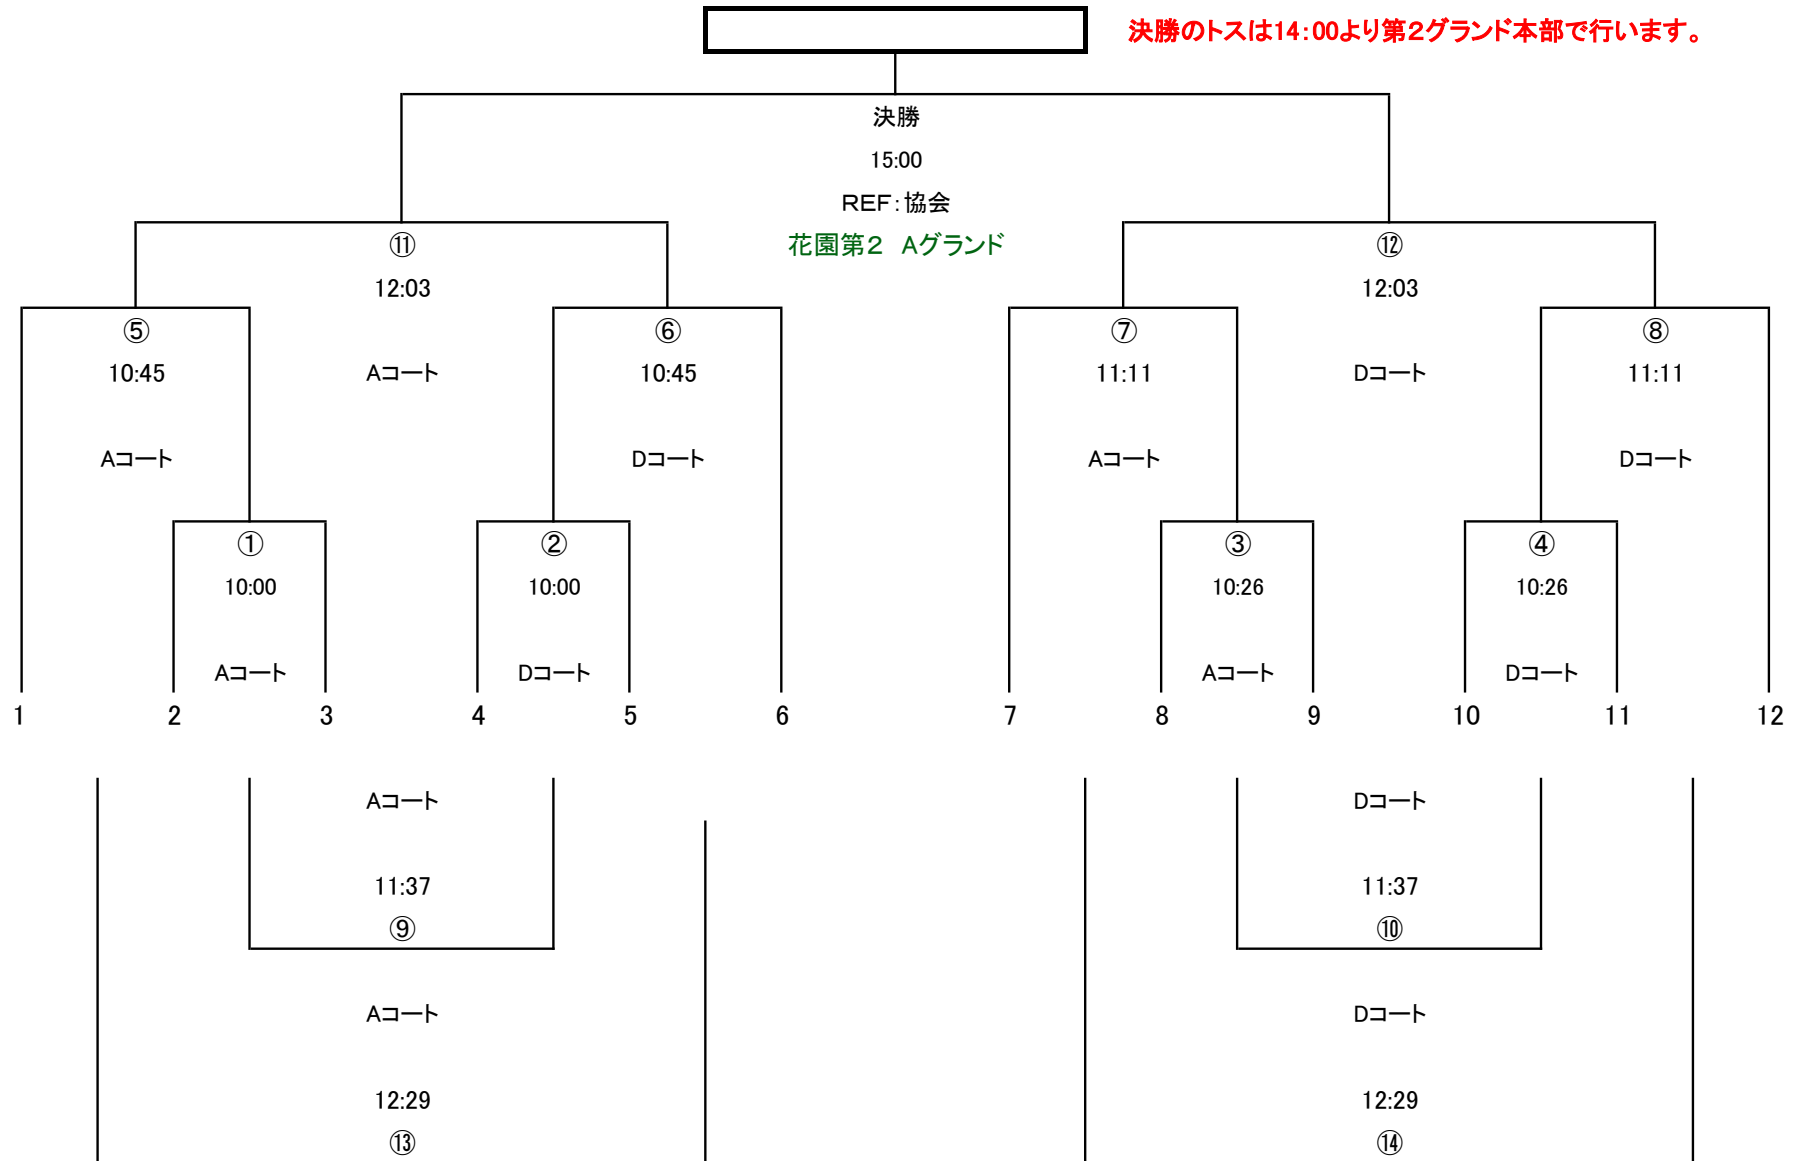 決勝のトスは14：00より第２グランド本部で行います。
決勝
15:00
ＲＥＦ：協会
⑪ 花園第２　Aグランド ⑫
12:03 12:03
⑤ ⑥ ⑦ ⑧
10:45 Aコート 10:45 11:11 Dコート 11:11
Aコート Dコート Aコート Dコート
① ② ③ ④
10:00 10:00 10:26 10:26
Aコート Dコート Aコート Dコート
1 2 3 4 5 6 7 8 9 10 11 12
Aコート Dコート
11:37 11:37
⑨ ⑩
Aコート Dコート
12:29 12:29
⑬ ⑭